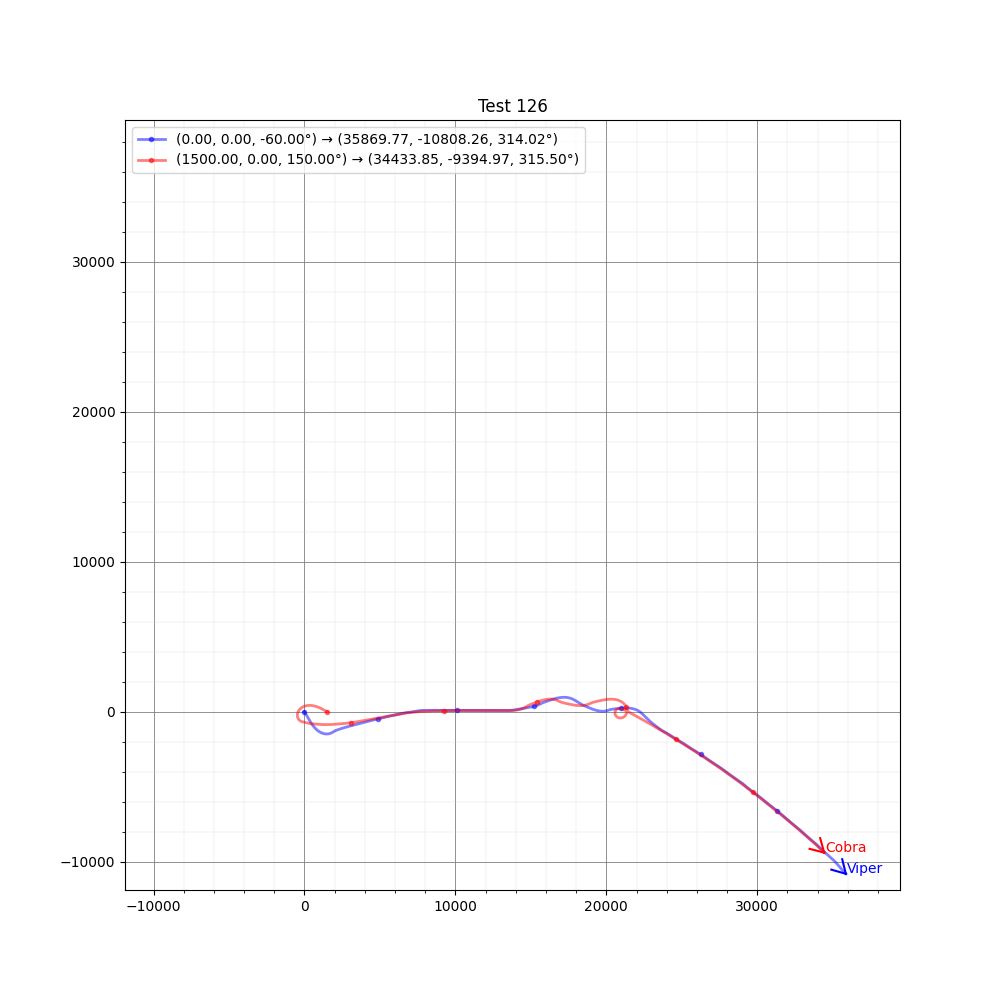 Test 126
(0.00, 0.00, -60.00°) → (35869.77, -10808.26, 314.02°)
(1500.00, 0.00, 150.00°) → (34433.85, -9394.97, 315.50°)
30000
20000
10000
0
−10000
Cobra
Viper
−10000 0 10000 20000 30000